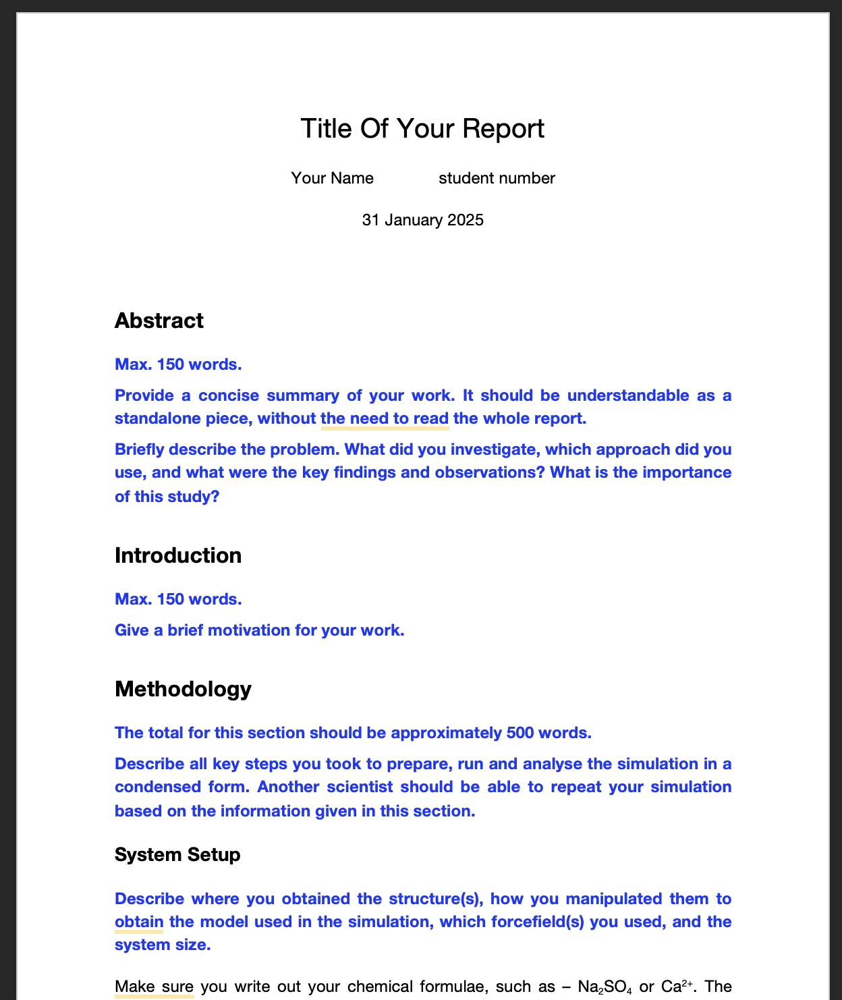 Title Of Your Report
Your Name student number
31 January 2025
Abstract
Max. 150 words.
Provide a concise summary of your work. It should be understandable as a
standalone piece, without the need to read the whole report.
Briefly describe the problem. What did you investigate, which approach did you
use, and what were the key findings and observations? What is the importance
of this study?
Introduction
Max. 150 words.
Give a brief motivation for your work.
Methodology
The total for this section should be approximately 500 words.
Describe all key steps you took to prepare, run and analyse the simulation in a
condensed form. Another scientist should be able to repeat your simulation
based on the information given in this section.
System Setup
Describe where you obtained the structure(s), how you manipulated them to
obtain the model used in the simulation, which forcefield(s) you used, and the
system size.
Make sure you write out your chemical formulae, such as – Na₂SO₄ or Ca²⁺. The